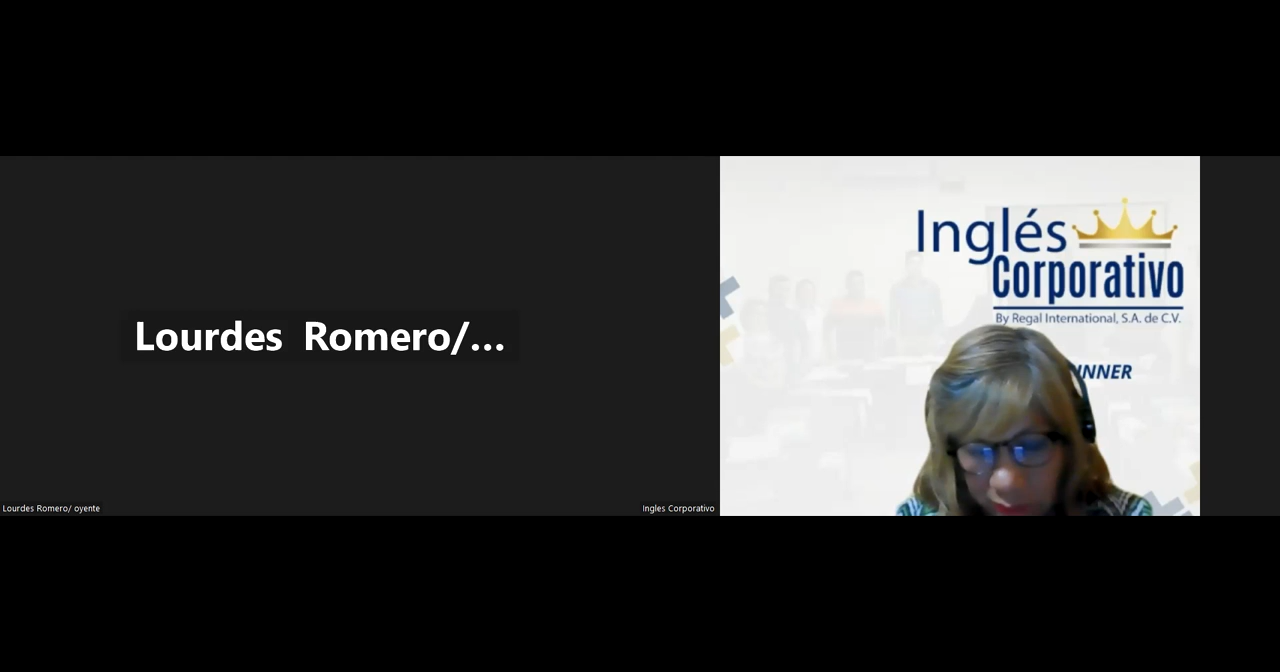 Lourdes Romero/...
Lourdes Romero/ oyente
Ingles Corporativo
Inglés
Corporativo
By Regal International, S.A. de C.V.